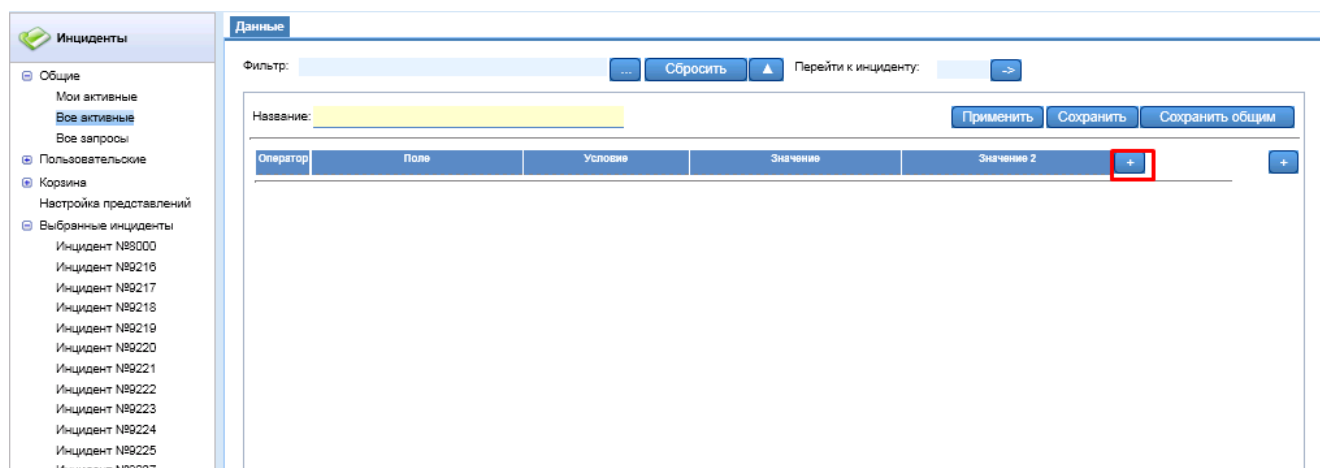 Инциденты
Общие
Мои активные
Все активные
Все запросы
Пользовательские
Корзина
Настройка представлений
Выбранные инциденты
Инцидент №8000
Инцидент №9216
Инцидент №9217
Инцидент №9218
Инцидент №9219
Инцидент №9220
Инцидент №9221
Инцидент №9222
Инцидент №9223
Инцидент №9224
Инцидент №9225
Данные
Фильтр: ... Сбросить ▲ Перейти к инциденту: ->
Название: Применить Сохранить Сохранить общим
Оператор Поле Условие Значение Значение 2 + +